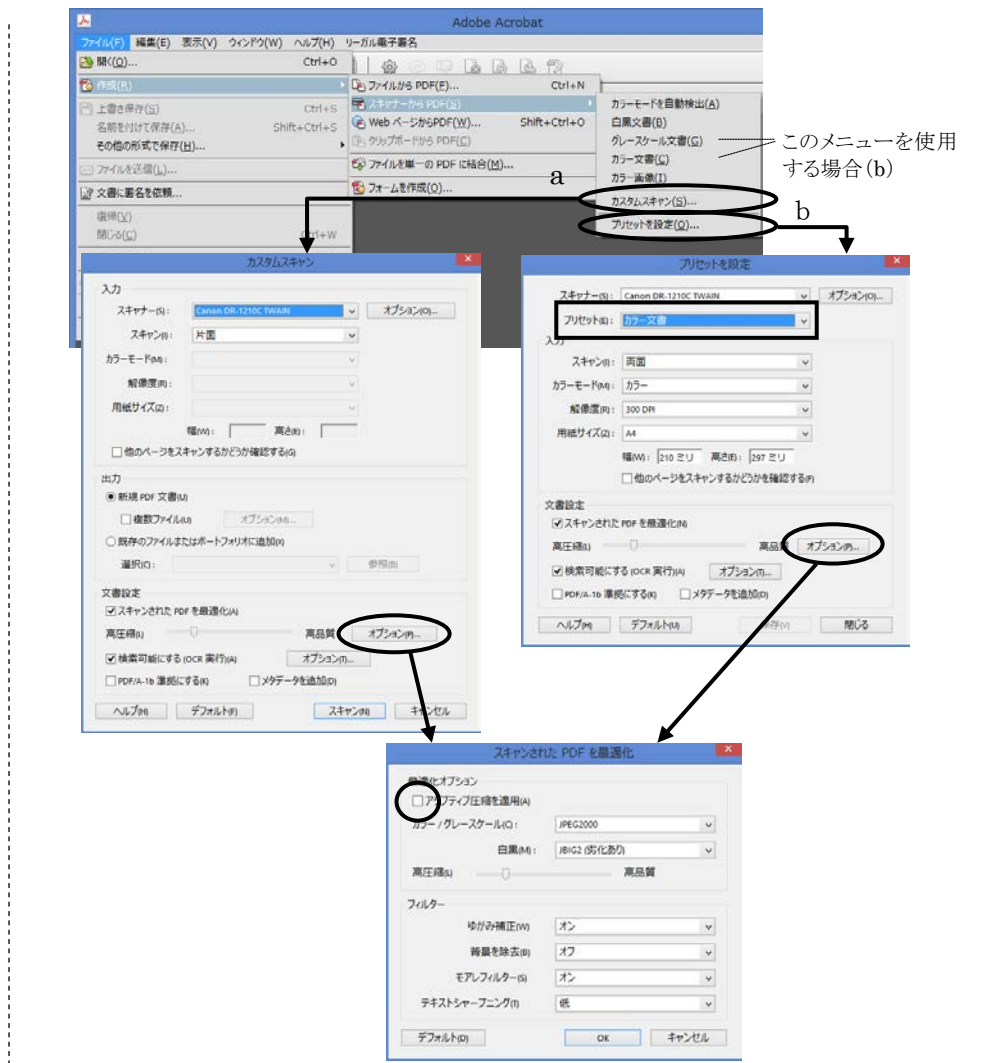 Adobe Acrobat
ファイル(F) 編集(E) 表示(V) ウィンドウ(W) ヘルプ(H) リーガル電子署名
開く(O)... Ctrl+O
作成(R)
上書き保存(S) Ctrl+S
名前を付けて保存(A)... Shift+Ctrl+S
その他の形式で保存(H)...
ファイルを送信(L)...
文書に署名を依頼...
復帰(V)
閉じる(C) Ctrl+W
ファイルから PDF(F)... Ctrl+N
スキャナーから PDF(S)
Web ページからPDF(W)... Shift+Ctrl+O
クリップボードから PDF(C)
ファイルを単一の PDF に結合(M)...
フォームを作成(O)...
カラーモードを自動検出(A)
白黒文書(B)
グレースケール文書(G)
カラー文書(C)
カラー画像(I)
カスタムスキャン(S)...
プリセットを設定(O)...
このメニューを使用
する場合(b)
a
b
カスタムスキャン
入力
スキャナー(S): Canon DR-1210C TWAIN オプション(O)...
スキャン(I): 片面
カラーモード(M):
解像度(R):
用紙サイズ(Z):
幅(W): 高さ(E):
他のページをスキャンするかどうか確認する(G)
出力
新規 PDF 文書(U)
複数ファイル(U) オプション(M)...
既存のファイルまたはポートフォリオに追加(X)
選択(C): 参照(B)
文書設定
スキャンされた PDF を最適化(A)
高圧縮(L) 高品質 オプション(P)...
検索可能にする (OCR 実行)(A) オプション(T)...
PDF/A-1b 準拠にする(K) メタデータを追加(D)
ヘルプ(H) デフォルト(F) スキャン(N) キャンセル
プリセットを設定
スキャナー(S): Canon DR-1210C TWAIN オプション(O)...
プリセット(E): カラー文書
入力
スキャン(I): 両面
カラーモード(M): カラー
解像度(R): 300 DPI
用紙サイズ(Z): A4
幅(W): 210 ミリ 高さ(E): 297 ミリ
他のページをスキャンするかどうかを確認する(F)
文書設定
スキャンされた PDF を最適化(N)
高圧縮(L) 高品質 オプション(P)...
検索可能にする (OCR 実行)(A) オプション(T)...
PDF/A-1b 準拠にする(K) メタデータを追加(D)
ヘルプ(H) デフォルト(U) 保存(V) 閉じる
スキャンされた PDF を最適化
最適化オプション
アダプティブ圧縮を適用(A)
カラー / グレースケール(C): JPEG2000
白黒(M): JBIG2 (劣化あり)
高圧縮(L) 高品質
フィルター
ゆがみ補正(W) オン
背景を除去(B) オフ
モアレフィルター(S) オン
テキストシャープニング(T) 低
デフォルト(D) OK キャンセル